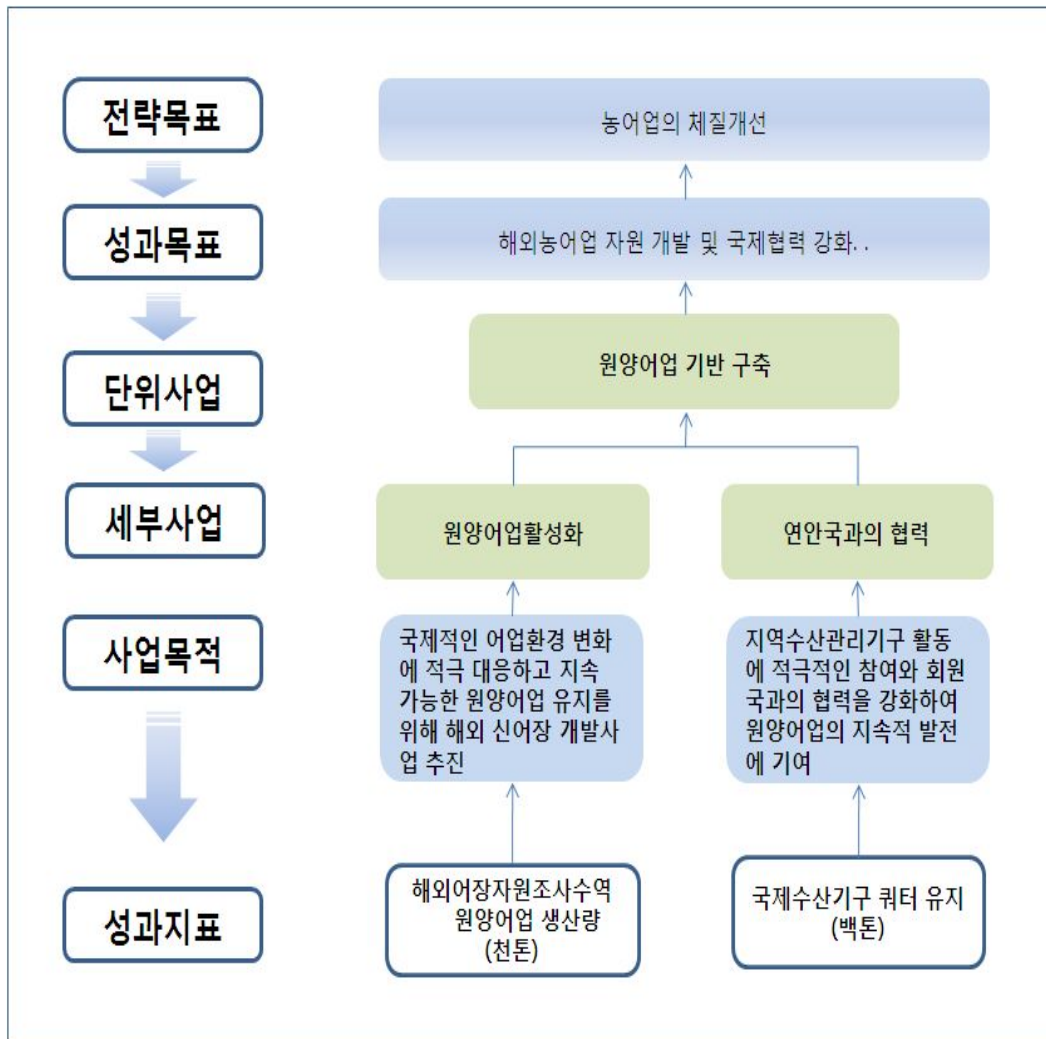 전략목표
농어업의 체질개선
성과목표
해외농어업 자원 개발 및 국제협력 강화. .
단위사업
원양어업 기반 구축
세부사업
원양어업활성화
연안국과의 협력
사업목적
국제적인 어업환경 변화
에 적극 대응하고 지속
가능한 원양어업 유지를
위해 해외 신어장 개발사
업 추진
지역수산관리기구 활동
에 적극적인 참여와 회원
국과의 협력을 강화하여
원양어업의 지속적 발전
에 기여
성과지표
해외어장자원조사수역
원양어업 생산량
(천톤)
국제수산기구 쿼터 유지
(백톤)